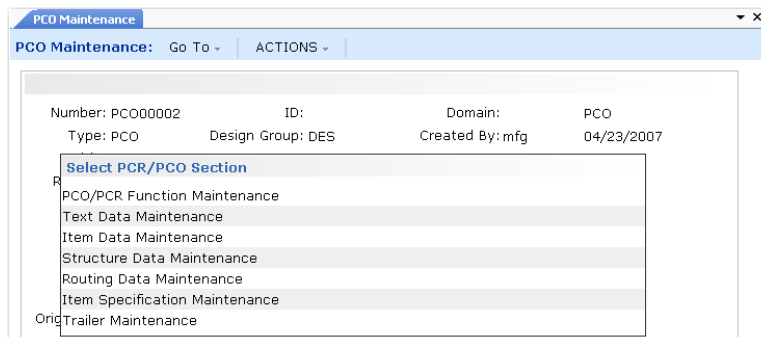 PCO Maintenance
PCO Maintenance: Go To ACTIONS
Number: PCO00002 ID: Domain: PCO
Type: PCO Design Group: DES Created By: mfg 04/23/2007
Select PCR/PCO Section
R
PCO/PCR Function Maintenance
Text Data Maintenance
Item Data Maintenance
Structure Data Maintenance
Routing Data Maintenance
Item Specification Maintenance
Orig Trailer Maintenance